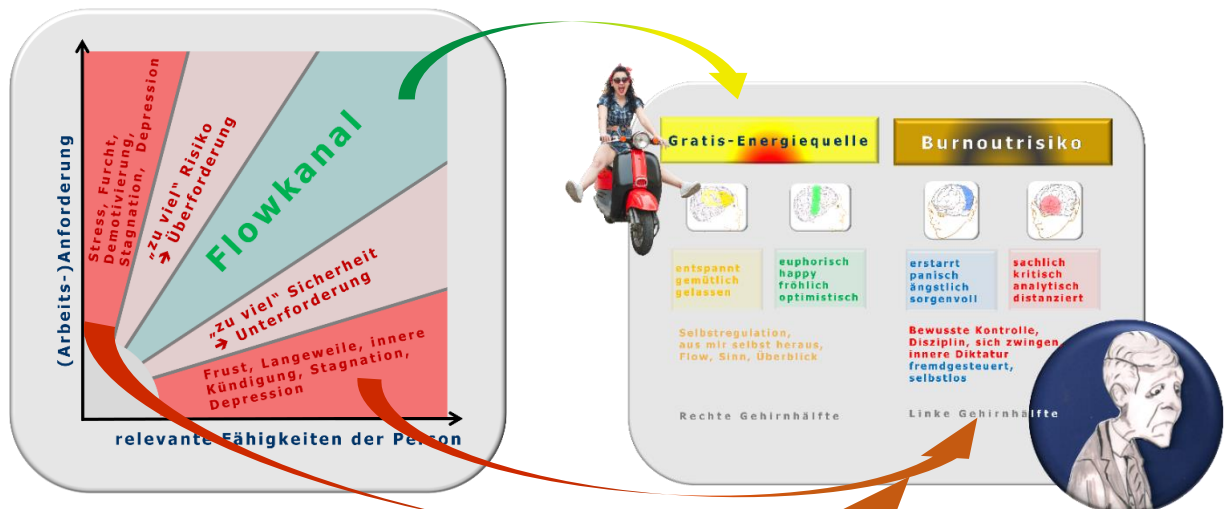 (Arbeits-)Anforderung
Stress, Furcht,
Demotivierung,
Stagnation, Depression
„zu viel“ Risiko
➔ Überforderung
Flowkanal
„zu viel“ Sicherheit
➔ Unterforderung
Frust, Langeweile, innere
Kündigung, Stagnation,
Depression
relevante Fähigkeiten der Person
Gratis-Energiequelle
entspannt
gemütlich
gelassen
euphorisch
happy
fröhlich
optimistisch
Selbstregulation,
aus mir selbst heraus,
Flow, Sinn, Überblick
Rechte Gehirnhälfte
Burnoutrisiko
erstarrt
panisch
ängstlich
sorgenvoll
sachlich
kritisch
analytisch
distanziert
Bewusste Kontrolle,
Disziplin, sich zwingen,
innere Diktatur
fremdgesteuert,
selbstlos
Linke Gehirnhälfte